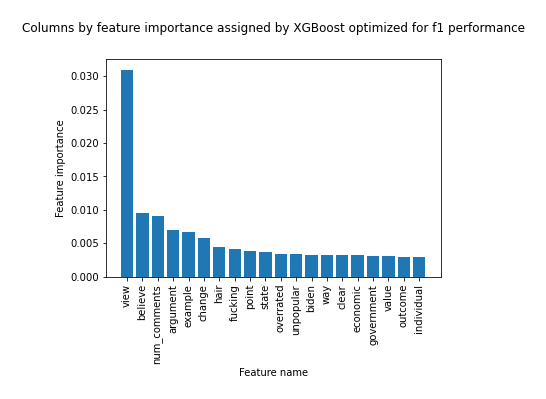 Columns by feature importance assigned by XGBoost optimized for f1 performance
0.030
0.025
0.020
0.015
0.010
0.005
0.000
Feature importance
view
believe
num_comments
argument
example
change
hair
fucking
point
state
overrated
unpopular
biden
way
clear
economic
government
value
outcome
individual
Feature name